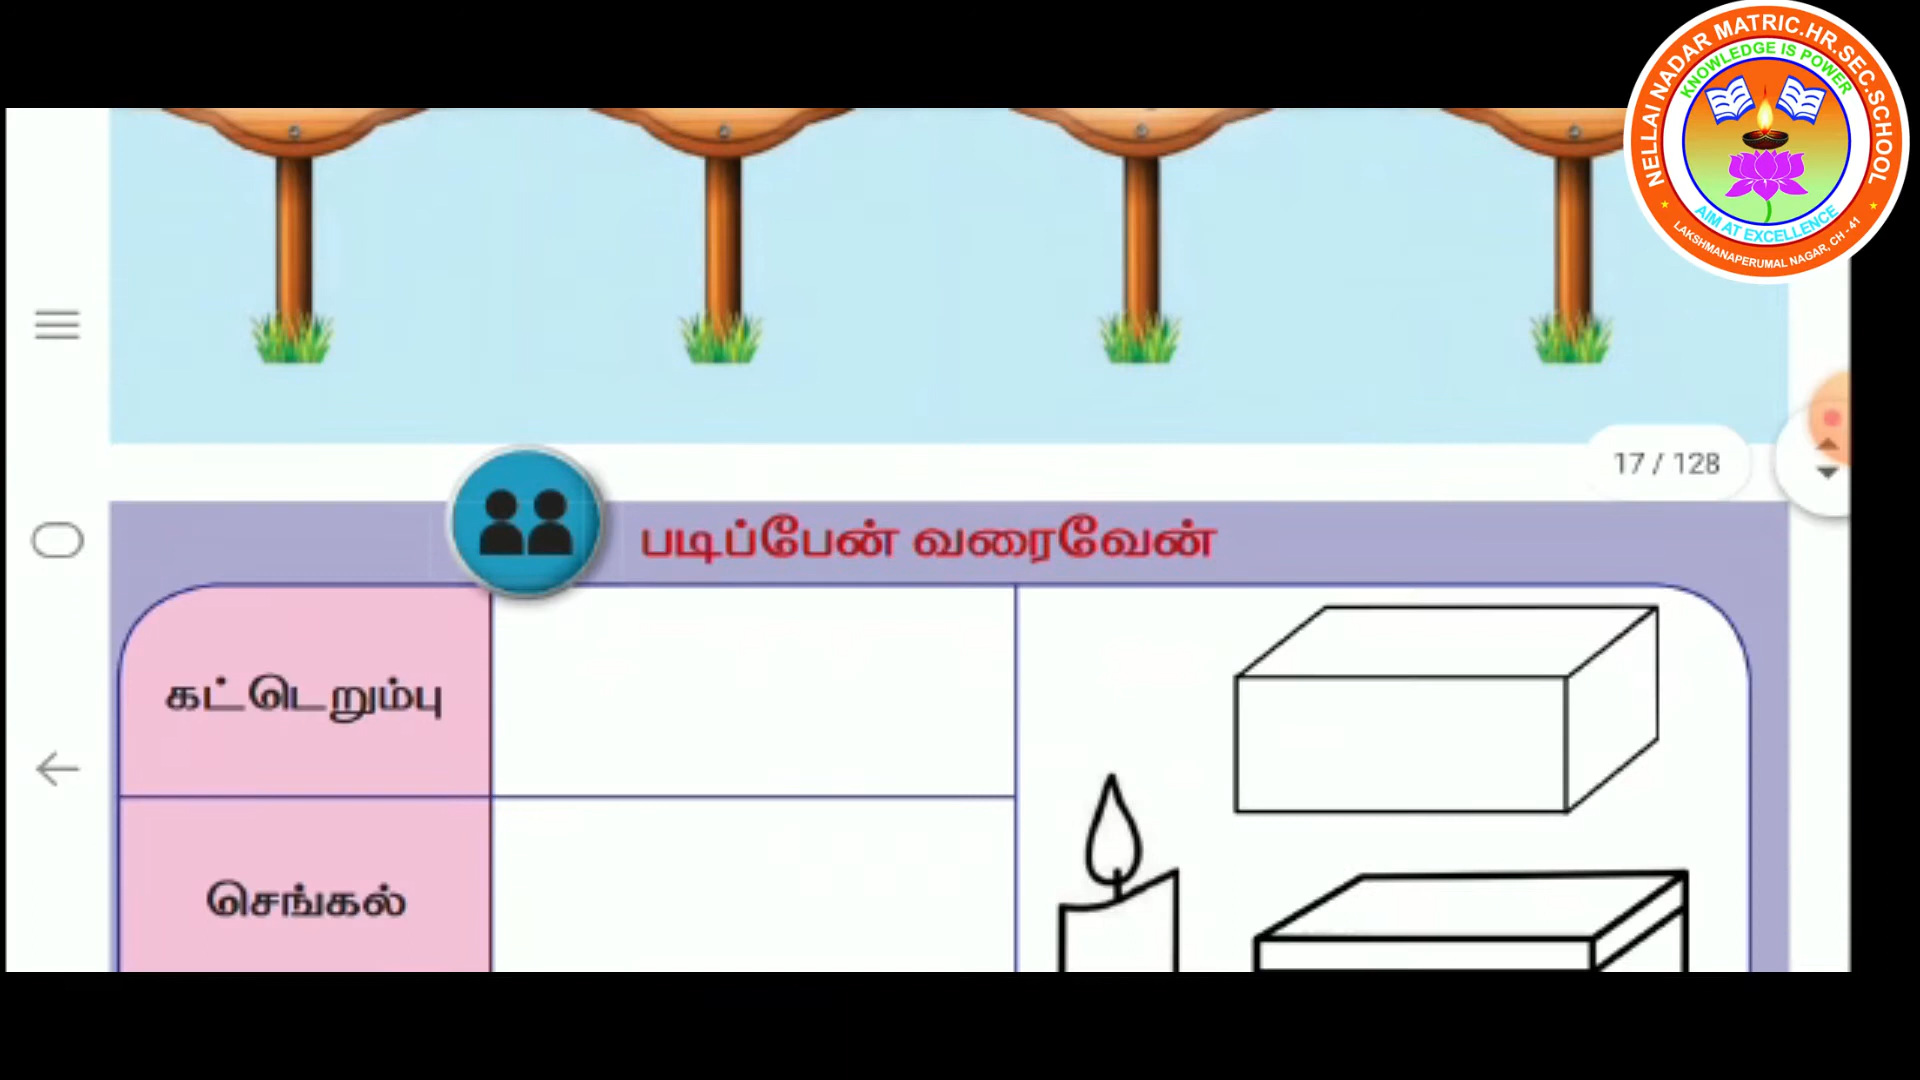 NELLAI NADAR MATRIC.HR.SEC.SCHOOL
KNOWLEDGE IS POWER
AIM AT EXCELLENCE
LAKSHMANAPERUMAL NAGAR, CH - 41
17 / 128
படிப்பேன் வரைவேன்
கட்டெறும்பு
செங்கல்